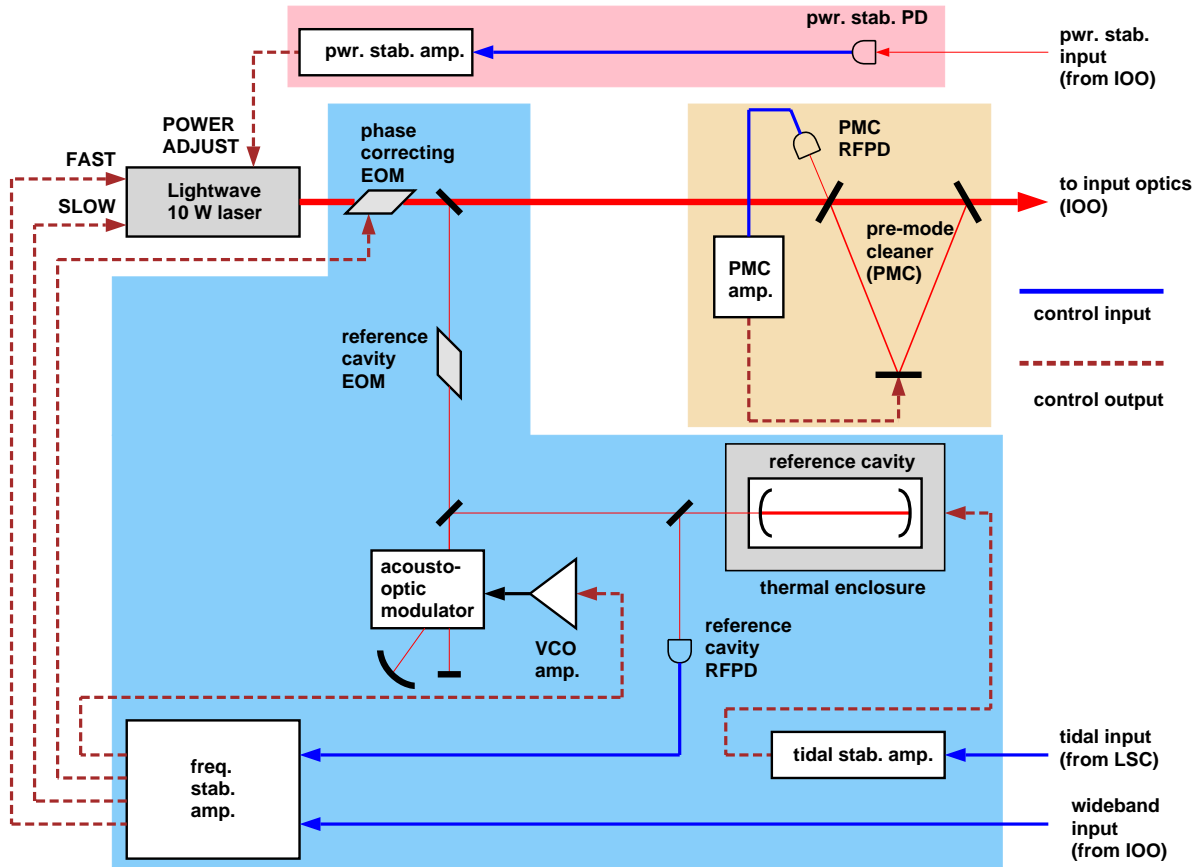 pwr. stab. PD
pwr. stab. amp.
pwr. stab.
input
(from IOO)
POWER
ADJUST
phase
correcting
EOM
PMC
RFPD
FAST
SLOW
Lightwave
10 W laser
to input optics
(IOO)
pre-mode
cleaner
(PMC)
PMC
amp.
control input
control output
reference
cavity
EOM
reference cavity
thermal enclosure
acousto-
optic
modulator
VCO
amp.
reference
cavity
RFPD
freq.
stab.
amp.
tidal stab. amp.
tidal input
(from LSC)
wideband
input
(from IOO)